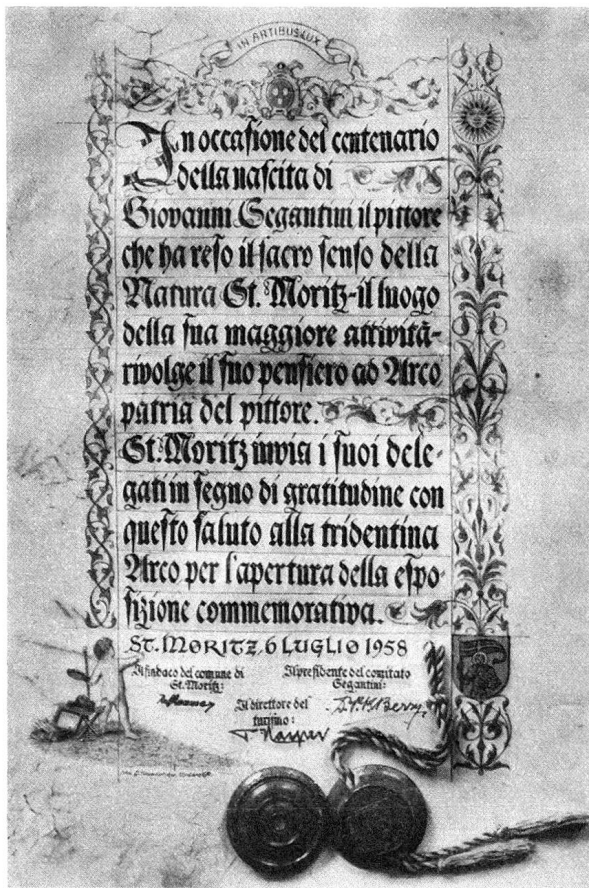 IN ARTIBUS LUX
In occasione del centenario
della nascita di
Giovanni Segantini il pittore
che ha reso il sacro senso della
Natura St. Moritz-il luogo
della sua maggiore attività-
rivolge il suo pensiero ad Arco
patria del pittore.
St. Moritz invia i suoi dele-
gati in segno di gratitudine con
questo saluto alla tridentina
Arco per l'apertura della espo-
sizione commemorativa.
ST. MORITZ, 6 LUGLIO 1958
Il sindaco del comune di
St. Moritz:
Il presidente del comitato
Segantini:
Il direttore del
turismo: